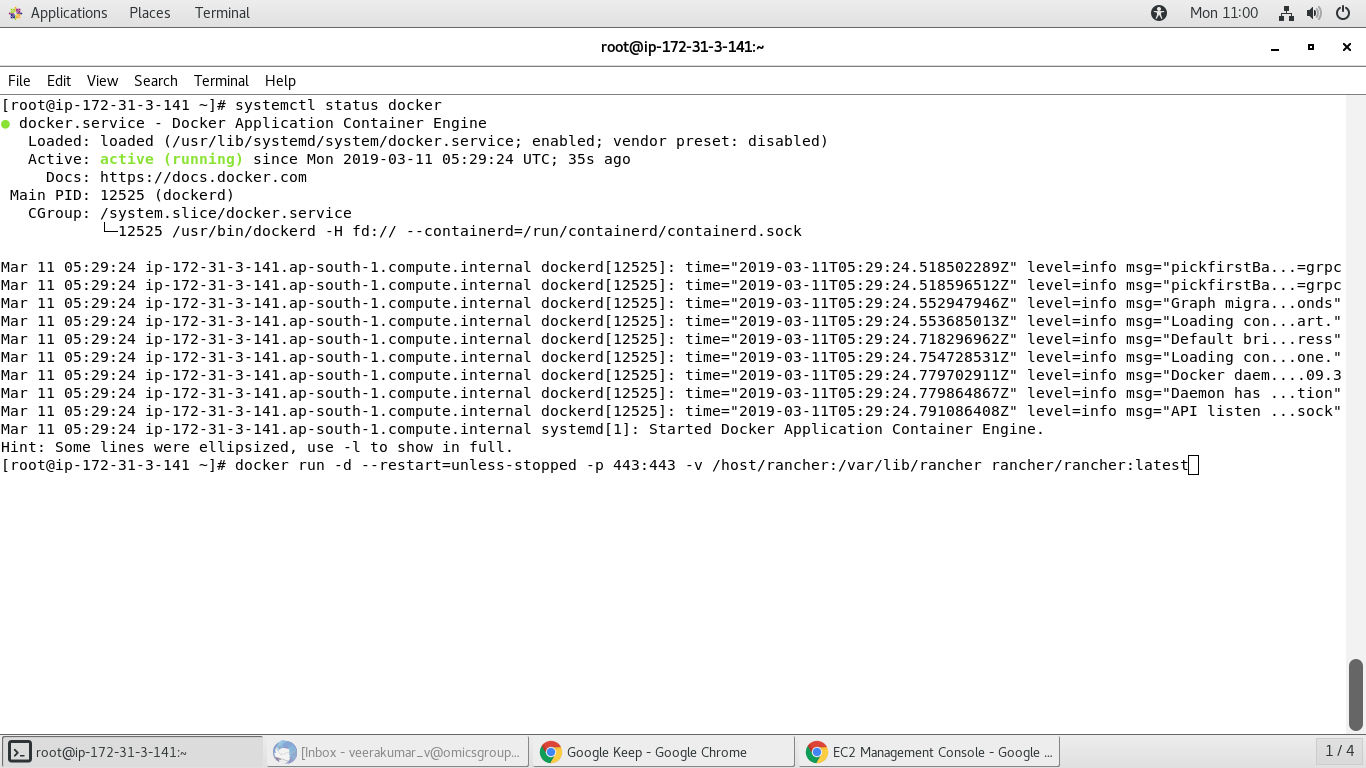 Applications Places Terminal Mon 11:00
root@ip-172-31-3-141:~
File Edit View Search Terminal Help
[root@ip-172-31-3-141 ~]# systemctl status docker
● docker.service - Docker Application Container Engine
   Loaded: loaded (/usr/lib/systemd/system/docker.service; enabled; vendor preset: disabled)
   Active: active (running) since Mon 2019-03-11 05:29:24 UTC; 35s ago
     Docs: https://docs.docker.com
 Main PID: 12525 (dockerd)
   CGroup: /system.slice/docker.service
           └─12525 /usr/bin/dockerd -H fd:// --containerd=/run/containerd/containerd.sock
Mar 11 05:29:24 ip-172-31-3-141.ap-south-1.compute.internal dockerd[12525]: time="2019-03-11T05:29:24.518502289Z" level=info msg="pickfirstBa...=grpc
Mar 11 05:29:24 ip-172-31-3-141.ap-south-1.compute.internal dockerd[12525]: time="2019-03-11T05:29:24.518596512Z" level=info msg="pickfirstBa...=grpc
Mar 11 05:29:24 ip-172-31-3-141.ap-south-1.compute.internal dockerd[12525]: time="2019-03-11T05:29:24.552947946Z" level=info msg="Graph migra...onds"
Mar 11 05:29:24 ip-172-31-3-141.ap-south-1.compute.internal dockerd[12525]: time="2019-03-11T05:29:24.553685013Z" level=info msg="Loading con...art."
Mar 11 05:29:24 ip-172-31-3-141.ap-south-1.compute.internal dockerd[12525]: time="2019-03-11T05:29:24.718296962Z" level=info msg="Default bri...ress"
Mar 11 05:29:24 ip-172-31-3-141.ap-south-1.compute.internal dockerd[12525]: time="2019-03-11T05:29:24.754728531Z" level=info msg="Loading con...one."
Mar 11 05:29:24 ip-172-31-3-141.ap-south-1.compute.internal dockerd[12525]: time="2019-03-11T05:29:24.779702911Z" level=info msg="Docker daem....09.3
Mar 11 05:29:24 ip-172-31-3-141.ap-south-1.compute.internal dockerd[12525]: time="2019-03-11T05:29:24.779864867Z" level=info msg="Daemon has ...tion"
Mar 11 05:29:24 ip-172-31-3-141.ap-south-1.compute.internal dockerd[12525]: time="2019-03-11T05:29:24.791086408Z" level=info msg="API listen ...sock"
Mar 11 05:29:24 ip-172-31-3-141.ap-south-1.compute.internal systemd[1]: Started Docker Application Container Engine.
Hint: Some lines were ellipsized, use -l to show in full.
[root@ip-172-31-3-141 ~]# docker run -d --restart=unless-stopped -p 443:443 -v /host/rancher:/var/lib/rancher rancher/rancher:latest
root@ip-172-31-3-141:~ [Inbox - veerakumar_v@omicsgroup... Google Keep - Google Chrome EC2 Management Console - Google ... 1 / 4